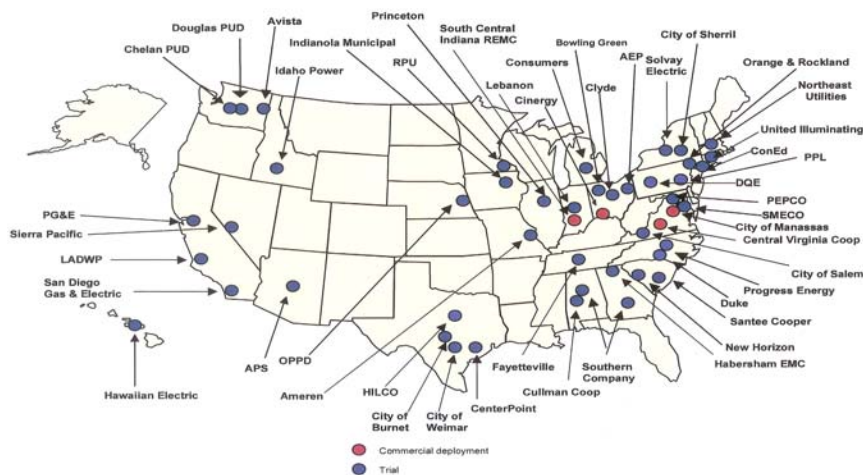 Princeton
South Central
Indiana REMC
Douglas PUD
Avista
Chelan PUD
Indianola Municipal
Idaho Power
RPU
Consumers
Bowling Green
City of Sherril
AEP
Solvay
Electric
Orange & Rockland
Northeast
Utilities
Lebanon
Cinergy
Clyde
United Illuminating
ConEd
PPL
DQE
PEPCO
SMECO
City of Manassas
Central Virginia Coop
City of Salem
Progress Energy
Duke
Santee Cooper
New Horizon
Habersham EMC
PG&E
Sierra Pacific
LADWP
San Diego
Gas & Electric
Hawaiian Electric
APS
OPPD
Ameren
HILCO
City of
Burnet
City of
Weimar
CenterPoint
Fayetteville
Cullman Coop
Southern
Company
Commercial deployment
Trial